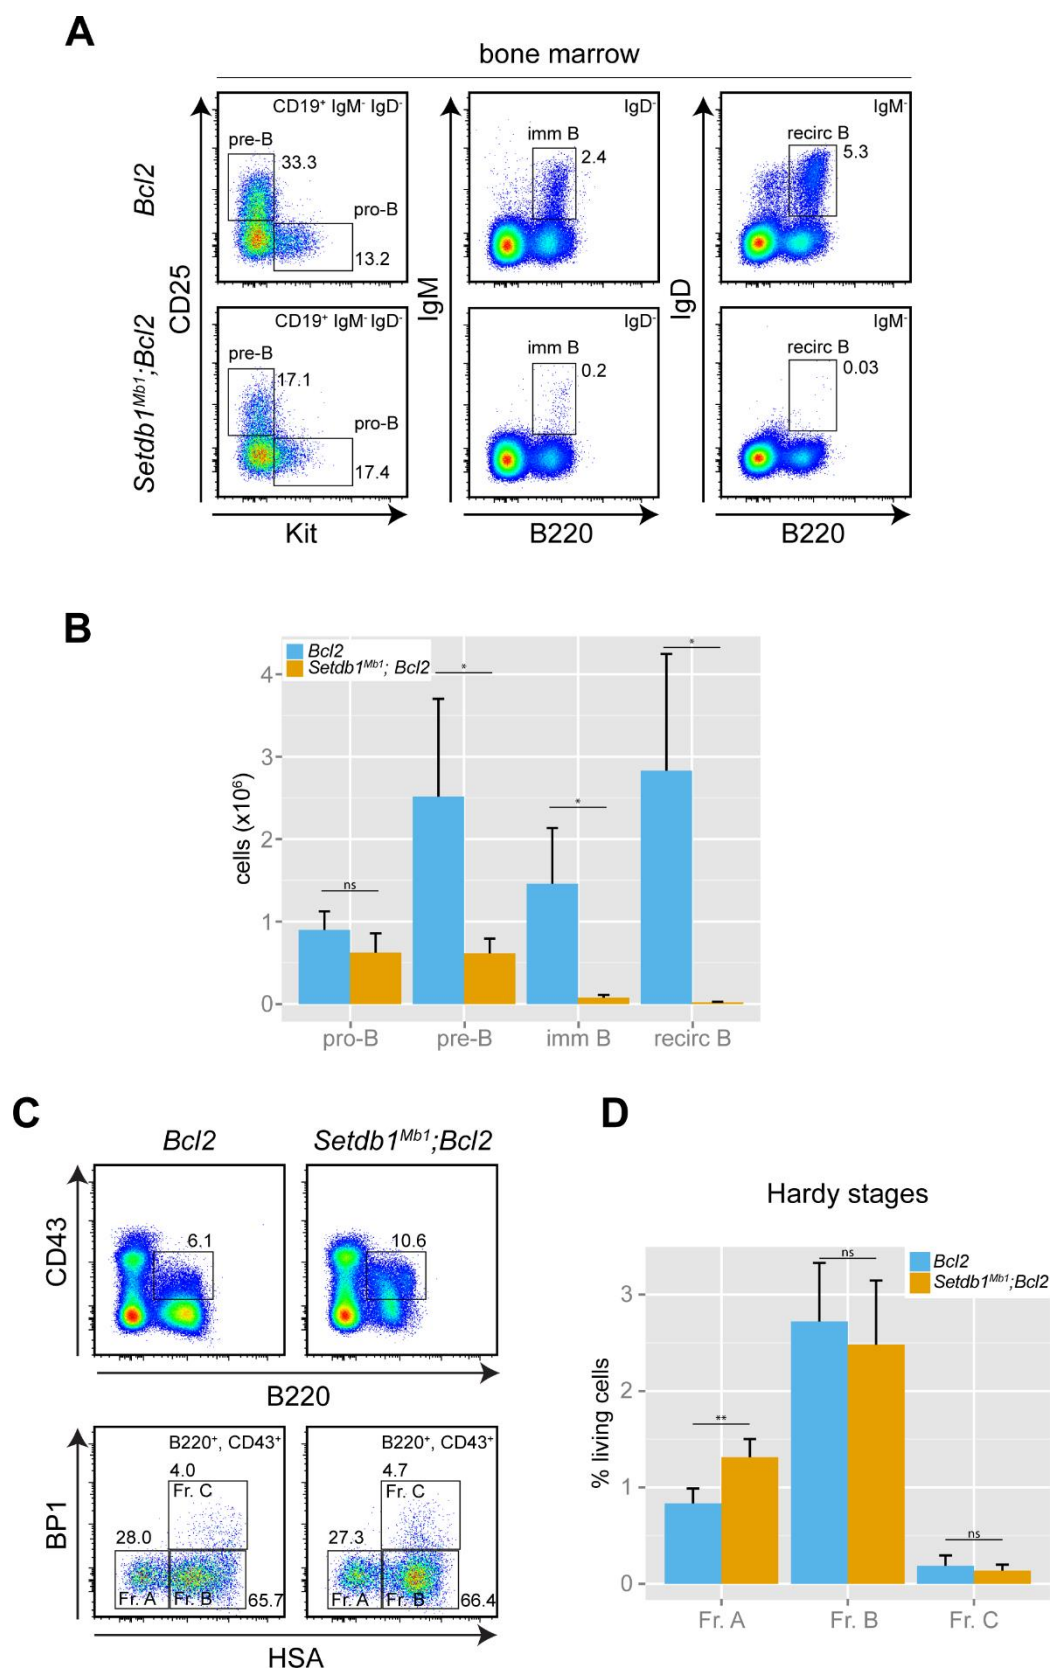 A
bone marrow
Bcl2
CD25
CD19⁺ IgM⁻ IgD⁻
pre-B
33.3
pro-B
13.2
IgM
IgD⁻
imm B
2.4
IgD
IgM⁻
recirc B
5.3
Setdb1ᴹᵇ¹;Bcl2
CD19⁺ IgM⁻ IgD⁻
pre-B
17.1
pro-B
17.4
IgD⁻
imm B
0.2
IgM⁻
recirc B
0.03
Kit
B220
B220
B
Bcl2
Setdb1ᴹᵇ¹; Bcl2
cells (x10⁶)
4
3
2
1
0
ns
*
*
*
pro-B
pre-B
imm B
recirc B
C
Bcl2
Setdb1ᴹᵇ¹;Bcl2
CD43
6.1
10.6
B220
BP1
B220⁺, CD43⁺
4.0
Fr. C
28.0
Fr. A
Fr. B
65.7
B220⁺, CD43⁺
4.7
Fr. C
27.3
Fr. A
Fr. B
66.4
HSA
D
Hardy stages
Bcl2
Setdb1ᴹᵇ¹;Bcl2
% living cells
3
2
1
0
**
ns
ns
Fr. A
Fr. B
Fr. C